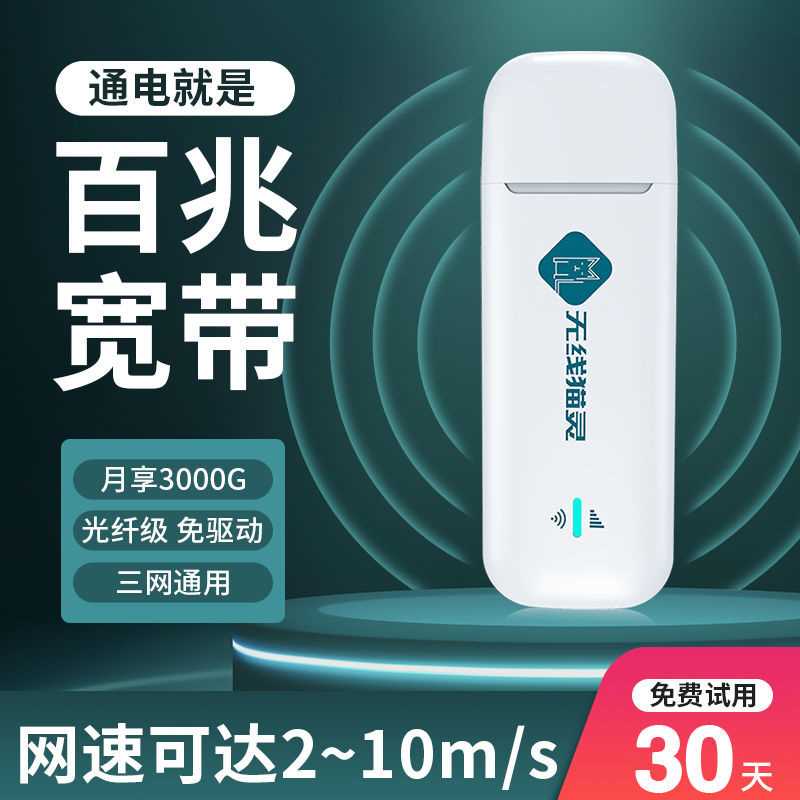 通电就是
百兆
宽带
月享3000G
光纤级 免驱动
三网通用
无线猫灵
网速可达2~10m/s
免费试用
30天